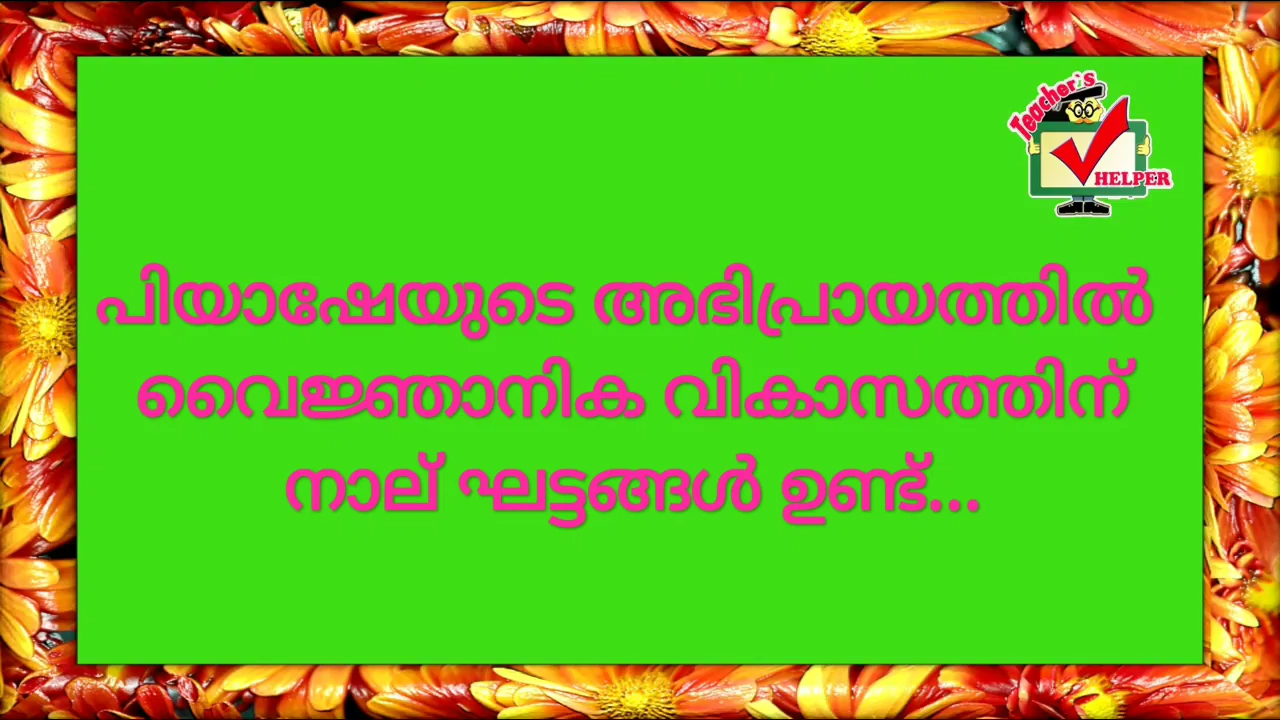 Teacher's
HELPER
പിയാഷേയുടെ അഭിപ്രായത്തിൽ
വൈജ്ഞാനിക വികാസത്തിന്
നാല് ഘട്ടങ്ങൾ ഉണ്ട്...